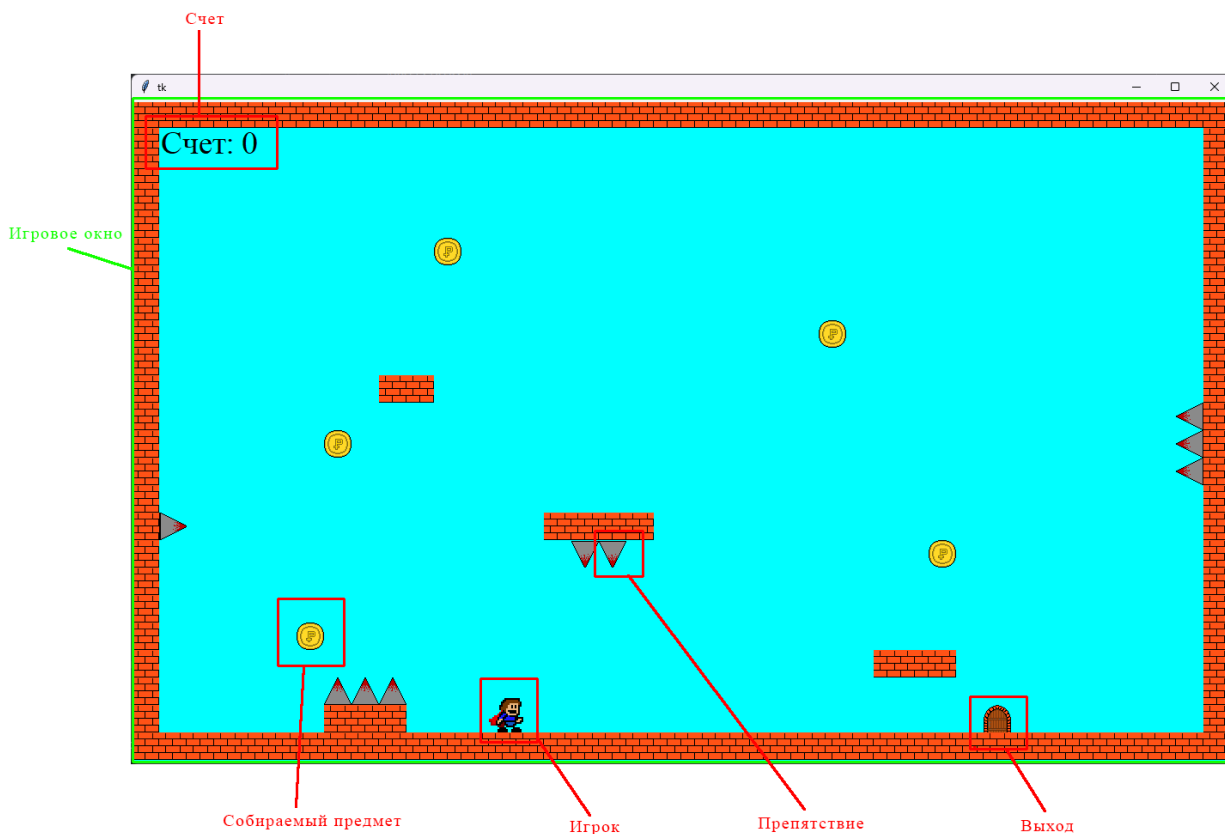 Счет
tk
Счет: 0
Игровое окно
Собираемый предмет
Игрок
Препятствие
Выход